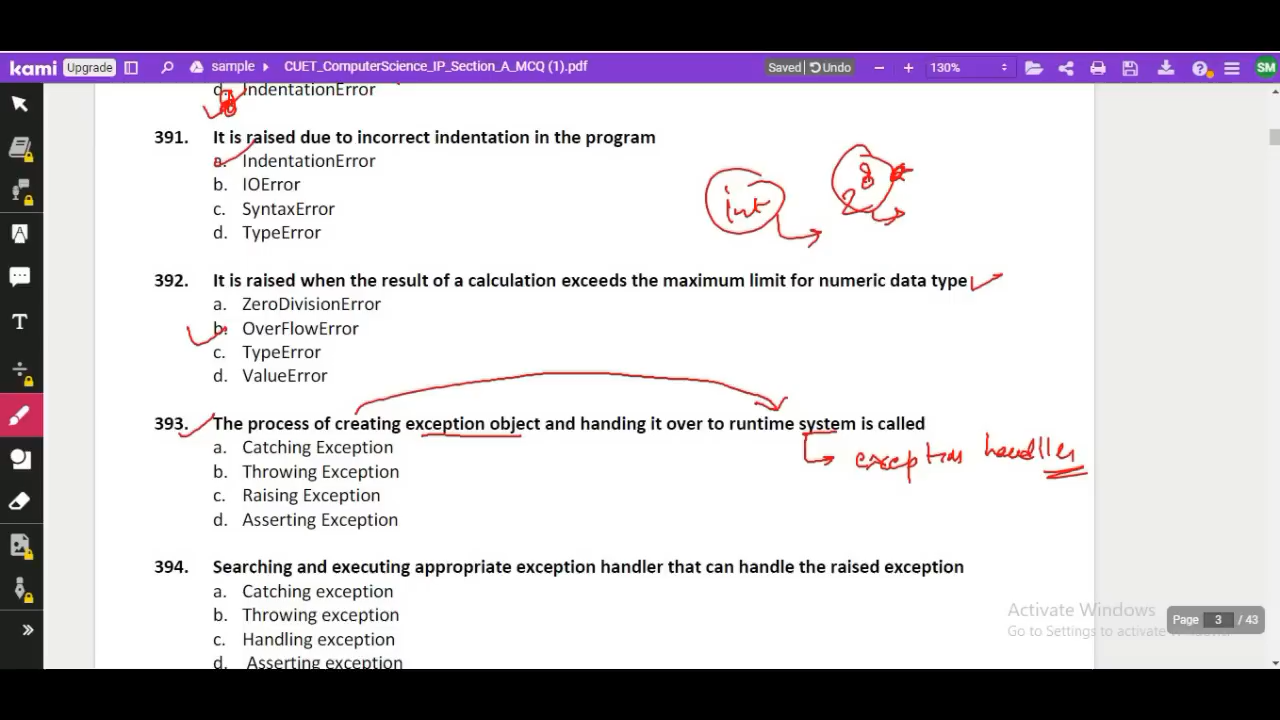 kami Upgrade sample CUET_ComputerScience_IP_Section_A_MCQ (1).pdf Saved Undo 130% SM
d. IndentationError
391. It is raised due to incorrect indentation in the program
a. IndentationError
b. IOError
c. SyntaxError
d. TypeError
int 8
2
392. It is raised when the result of a calculation exceeds the maximum limit for numeric data type
a. ZeroDivisionError
b. OverFlowError
c. TypeError
d. ValueError
393. The process of creating exception object and handing it over to runtime system is called
a. Catching Exception
b. Throwing Exception
c. Raising Exception
d. Asserting Exception
exception handler
394. Searching and executing appropriate exception handler that can handle the raised exception
a. Catching exception
b. Throwing exception
c. Handling exception
d. Asserting exception
Activate Windows
Go to Settings to activate Windows.
Page 3 / 43